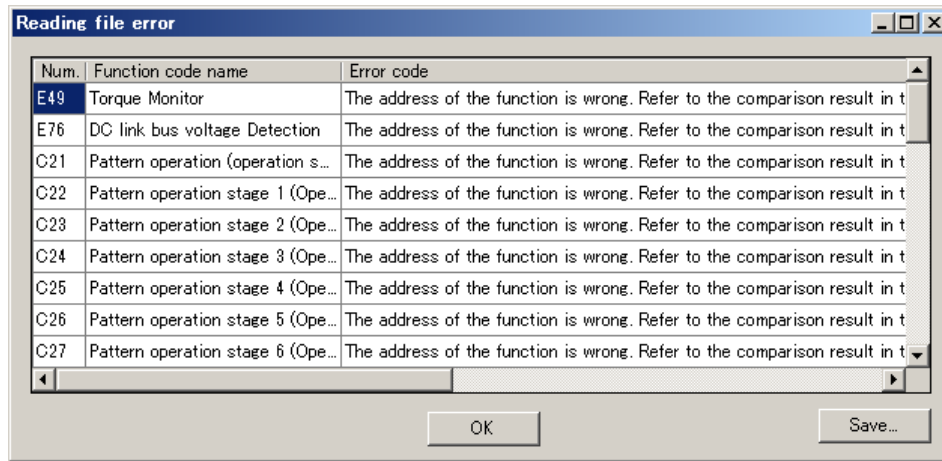 Reading file error
Num. Function code name Error code
E49 Torque Monitor The address of the function is wrong. Refer to the comparison result in t
E76 DC link bus voltage Detection The address of the function is wrong. Refer to the comparison result in t
C21 Pattern operation (operation s... The address of the function is wrong. Refer to the comparison result in t
C22 Pattern operation stage 1 (Ope... The address of the function is wrong. Refer to the comparison result in t
C23 Pattern operation stage 2 (Ope... The address of the function is wrong. Refer to the comparison result in t
C24 Pattern operation stage 3 (Ope... The address of the function is wrong. Refer to the comparison result in t
C25 Pattern operation stage 4 (Ope... The address of the function is wrong. Refer to the comparison result in t
C26 Pattern operation stage 5 (Ope... The address of the function is wrong. Refer to the comparison result in t
C27 Pattern operation stage 6 (Ope... The address of the function is wrong. Refer to the comparison result in t
OK Save...